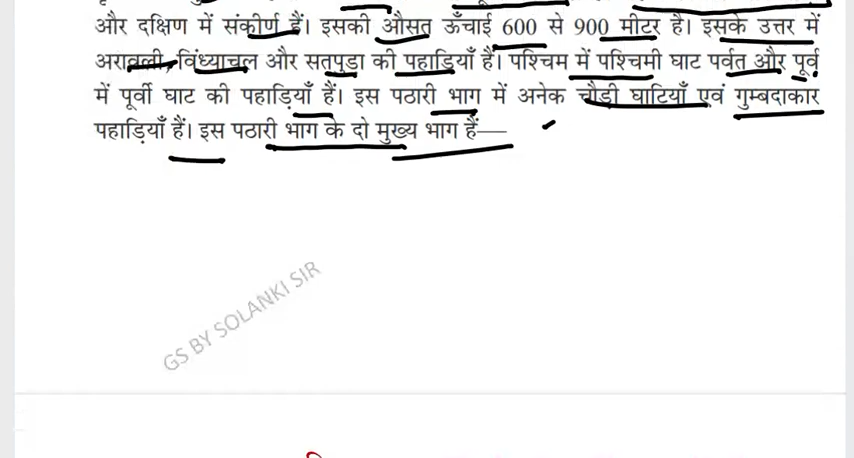 और दक्षिण में संकीर्ण हैं। इसकी औसत ऊँचाई 600 से 900 मीटर है। इसके उत्तर में
अरावली, विंध्याचल और सतपुडा की पहाड़ियाँ हैं। पश्चिम में पश्चिमी घाट पर्वत और पूर्व
में पूर्वी घाट की पहाड़ियाँ हैं। इस पठारी भाग में अनेक चौड़ी घाटियाँ एवं गुम्बदाकार
पहाड़ियाँ हैं। इस पठारी भाग के दो मुख्य भाग हैं—
GS BY SOLANKI SIR